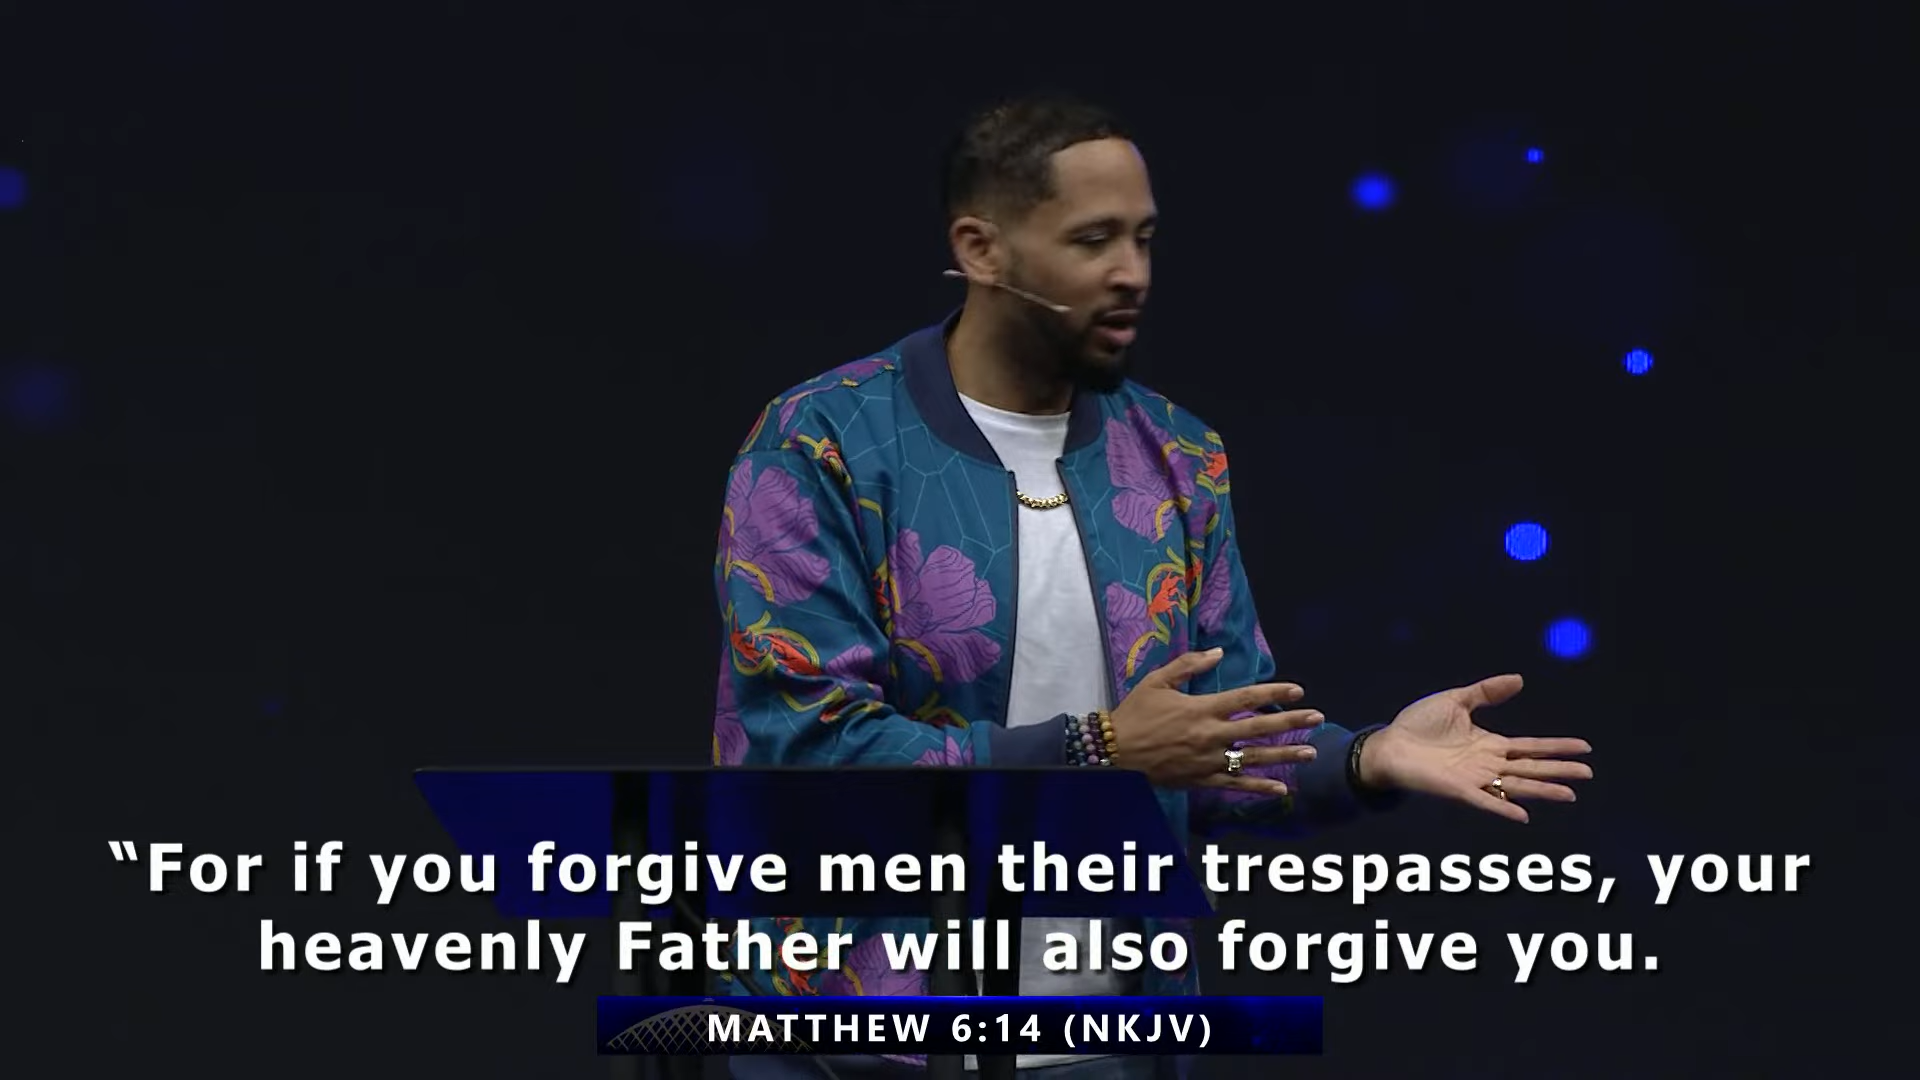 “For if you forgive men their trespasses, your
heavenly Father will also forgive you.
MATTHEW 6:14 (NKJV)